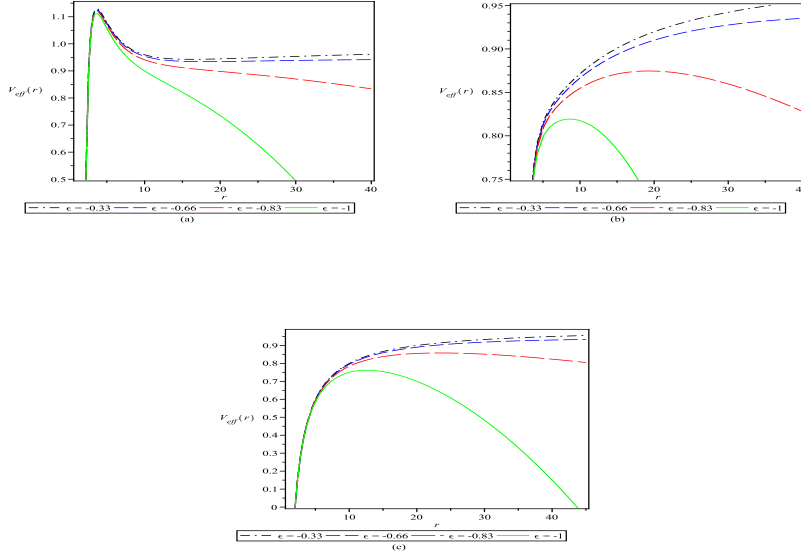 1.1
1.0
0.9
V_eff(r)
0.8
0.7
0.6
0.5
10 20 30 40
r
ϵ = -0.33 ϵ = -0.66 ϵ = -0.83 ϵ = -1
(a)
0.95
0.90
V_eff(r)
0.85
0.80
0.75
10 20 30 40
r
ϵ = -0.33 ϵ = -0.66 ϵ = -0.83 ϵ = -1
(b)
0.9
0.8
0.7
0.6
V_eff(r)
0.5
0.4
0.3
0.2
0.1
0
10 20 30 40
r
ϵ = -0.33 ϵ = -0.66 ϵ = -0.83 ϵ = -1
(c)